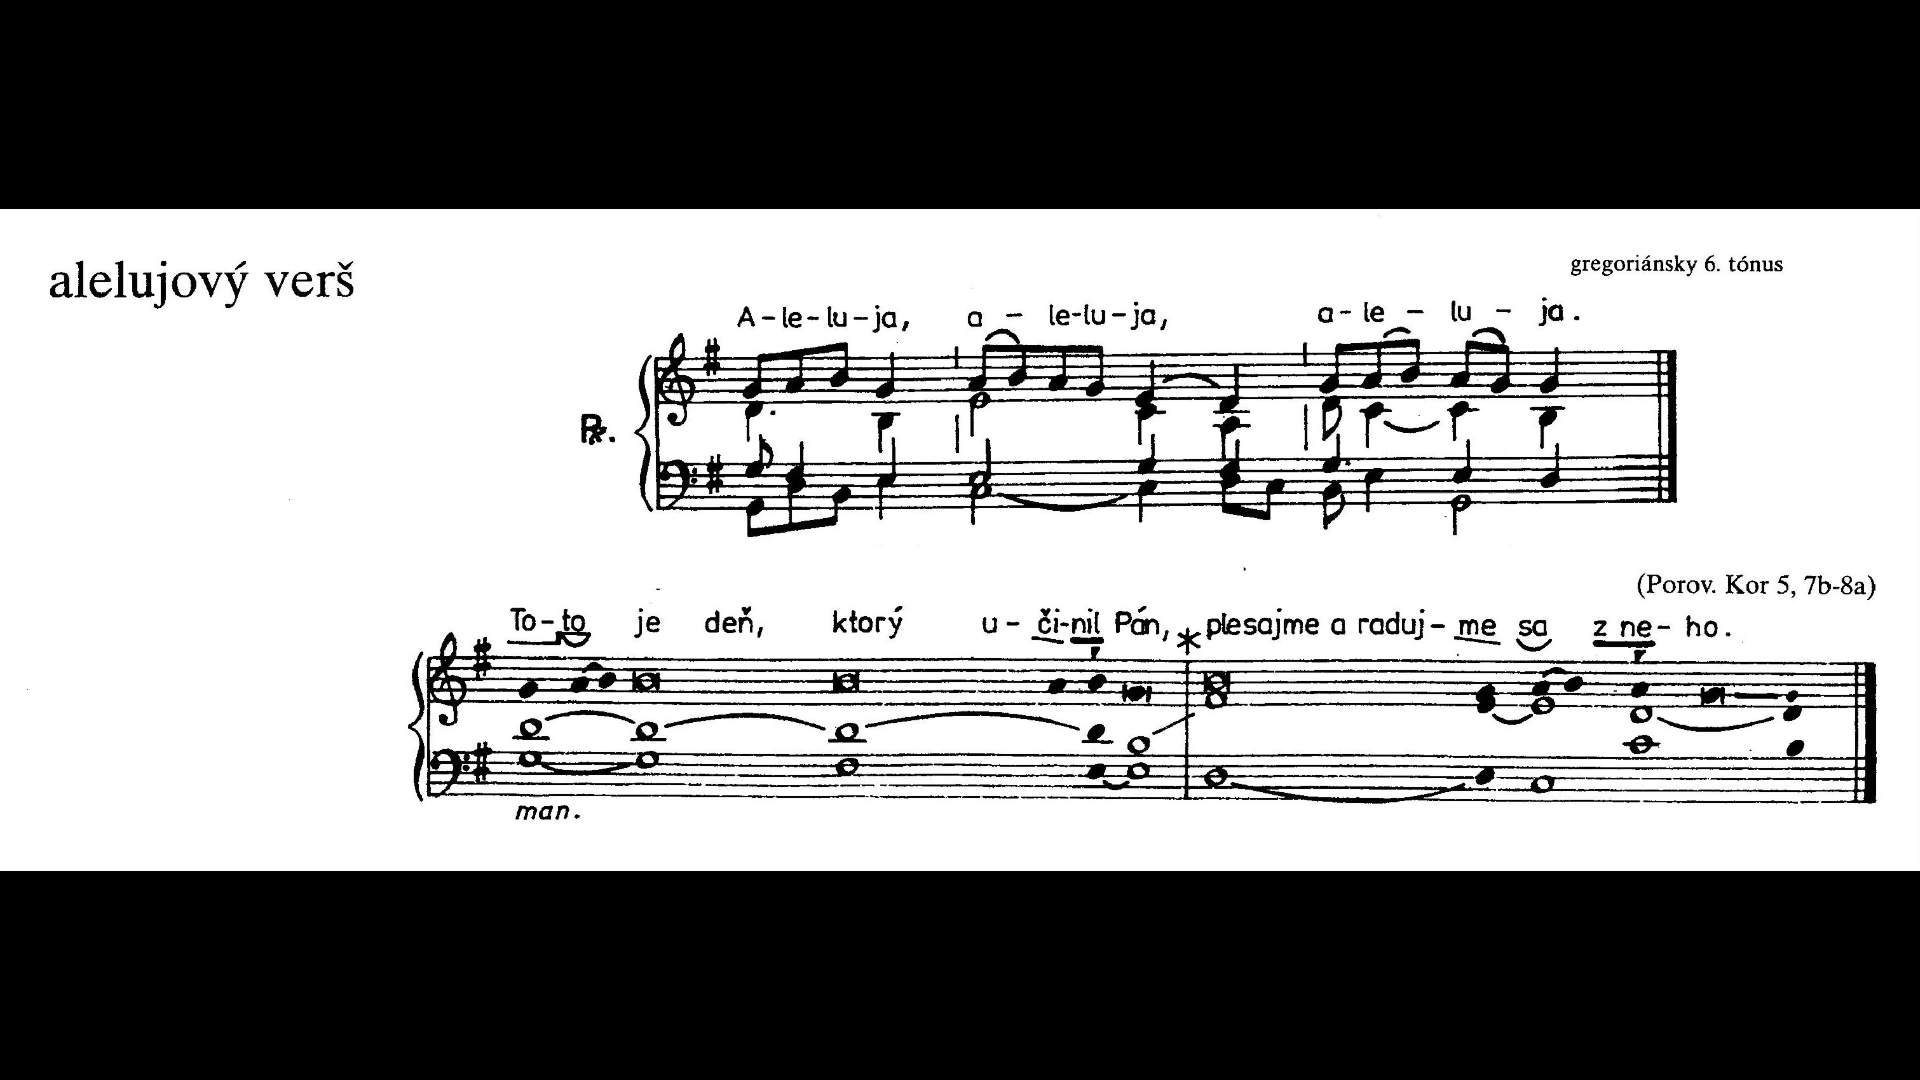 alelujový verš
gregoriánsky 6. tónus
A-le-lu-ja, a - le-lu-ja, a-le - lu - ja.
℟.
(Porov. Kor 5, 7b-8a)
To-to je deň, ktorý u-či-nil Pán, * plesajme a raduj-me sa z ne-ho.
man.